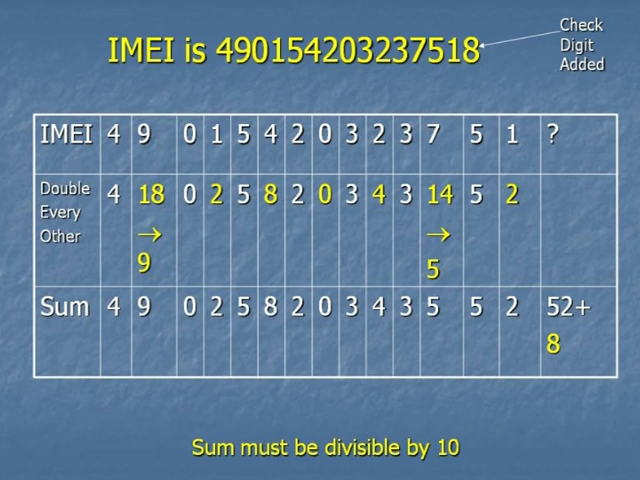 IMEI is 490154203237518
Check
Digit
Added
IMEI 4 9 0 1 5 4 2 0 3 2 3 7 5 1 ?
Double
Every
Other
4 18 0 2 5 8 2 0 3 4 3 14 5 2
→ →
9 5
Sum 4 9 0 2 5 8 2 0 3 4 3 5 5 2 52+
8
Sum must be divisible by 10